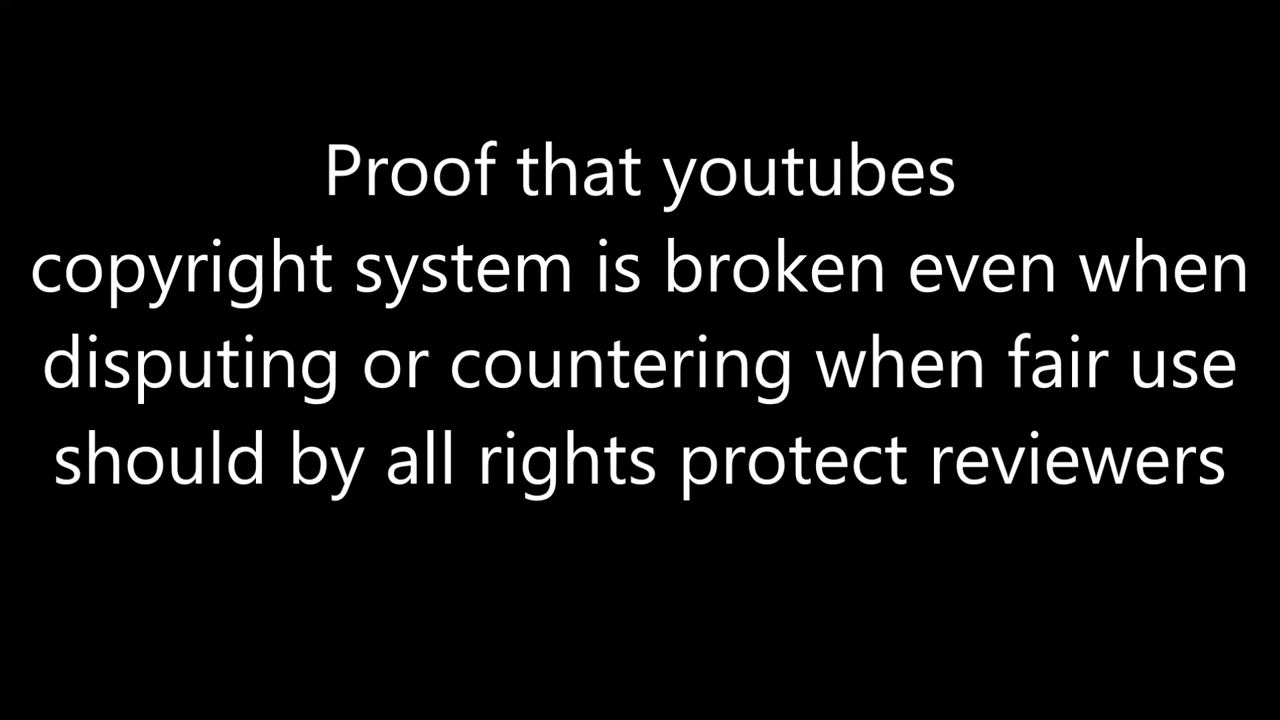 Proof that youtubes
copyright system is broken even when
disputing or countering when fair use
should by all rights protect reviewers